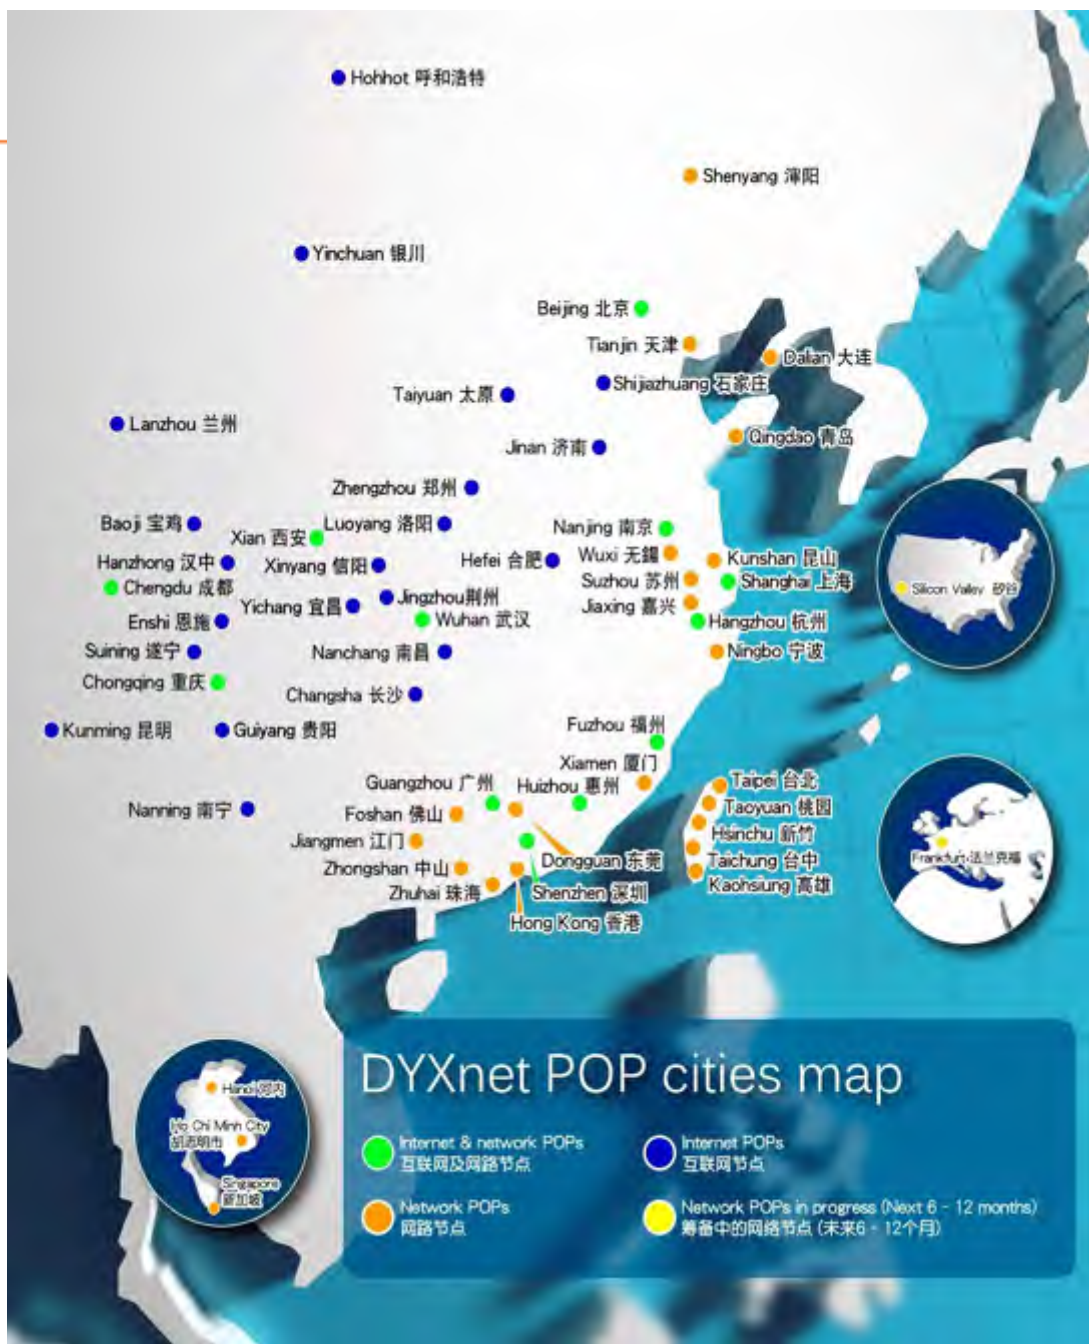 Hohhot 呼和浩特
Shenyang 瀋阳
Yinchuan 银川
Beijing 北京
Tianjin 天津
Dalian 大连
Shijiazhuang 石家庄
Taiyuan 太原
Lanzhou 兰州
Qingdao 青岛
Jinan 济南
Zhengzhou 郑州
Baoji 宝鸡
Luoyang 洛阳
Nanjing 南京
Xian 西安
Wuxi 无錫
Kunshan 昆山
Hanzhong 汉中
Xinyang 信阳
Hefei 合肥
Suzhou 苏州
Shanghai 上海
Chengdu 成都
Silicon Valley 矽谷
Jingzhou荆州
Jiaxing 嘉兴
Yichang 宜昌
Enshi 恩施
Wuhan 武汉
Hangzhou 杭州
Suining 遂宁
Nanchang 南昌
Ningbo 宁波
Chongqing 重庆
Changsha 长沙
Kunming 昆明
Guiyang 贵阳
Fuzhou 福州
Xiamen 厦门
Guangzhou 广州
Huizhou 惠州
Taipei 台北
Nanning 南宁
Foshan 佛山
Taoyuan 桃园
Hsinchu 新竹
Jiangmen 江门
Dongguan 东莞
Taichung 台中
Frankfurt 法兰克福
Zhongshan 中山
Kaohsiung 高雄
Zhuhai 珠海
Shenzhen 深圳
Hong Kong 香港
DYXnet POP cities map
Hanoi 河内
Ho Chi Minh City
胡志明市
Singapore
新加坡
Internet & network POPs
互联网及网路节点
Internet POPs
互联网节点
Network POPs
网路节点
Network POPs in progress (Next 6 - 12 months)
筹备中的网络节点 (未来6 - 12个月)